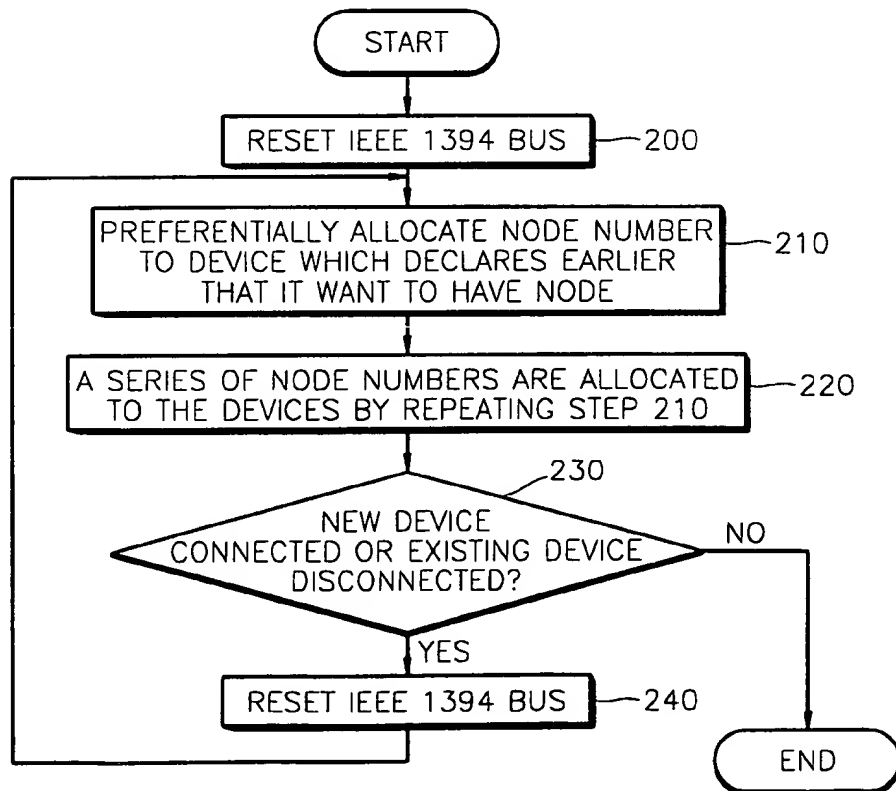 START
RESET IEEE 1394 BUS
200
PREFERENTIALLY ALLOCATE NODE NUMBER
TO DEVICE WHICH DECLARES EARLIER
THAT IT WANT TO HAVE NODE
210
A SERIES OF NODE NUMBERS ARE ALLOCATED
TO THE DEVICES BY REPEATING STEP 210
220
230
NEW DEVICE
CONNECTED OR EXISTING DEVICE
DISCONNECTED?
NO
YES
RESET IEEE 1394 BUS
240
END